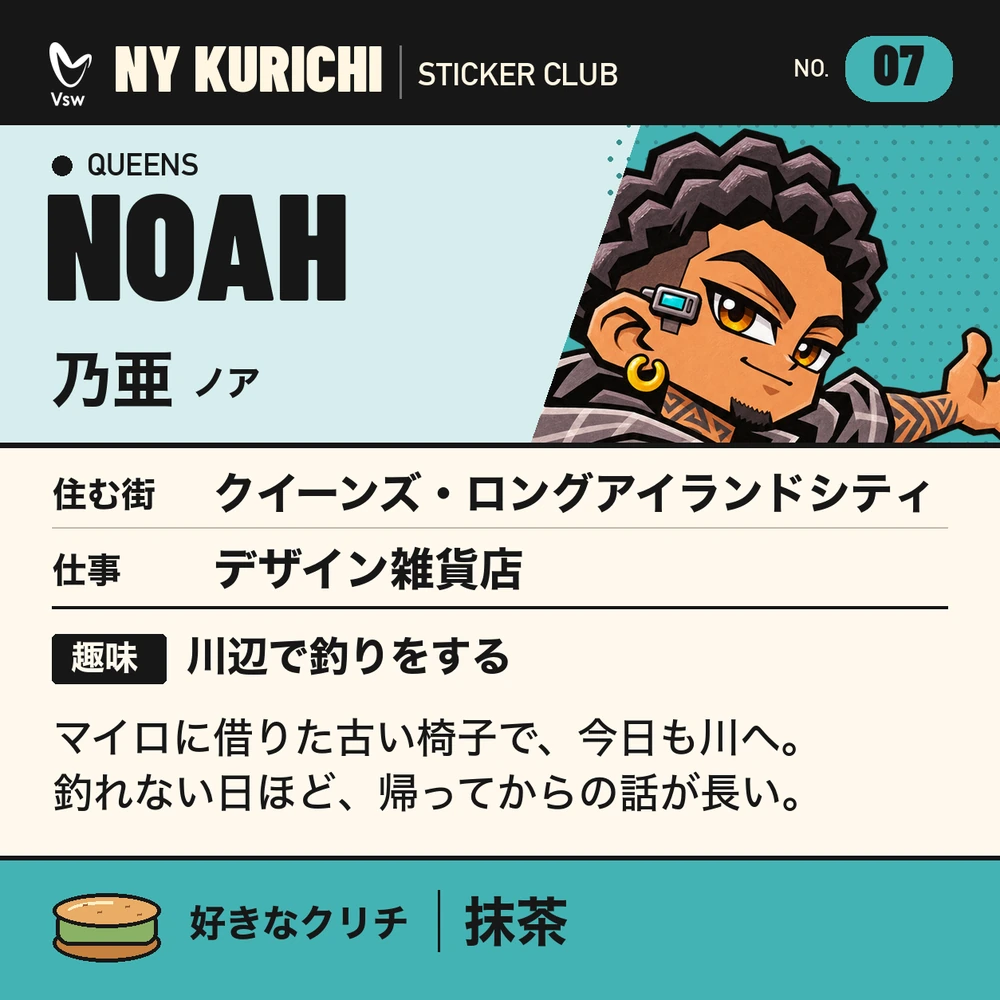 Vsw
NY KURICHI STICKER CLUB NO. 07
QUEENS
NOAH
乃亜 ノア
住む街 クイーンズ・ロングアイランドシティ
仕事 デザイン雑貨店
趣味 川辺で釣りをする
マイロに借りた古い椅子で、今日も川へ。
釣れない日ほど、帰ってからの話が長い。
好きなクリチ 抹茶